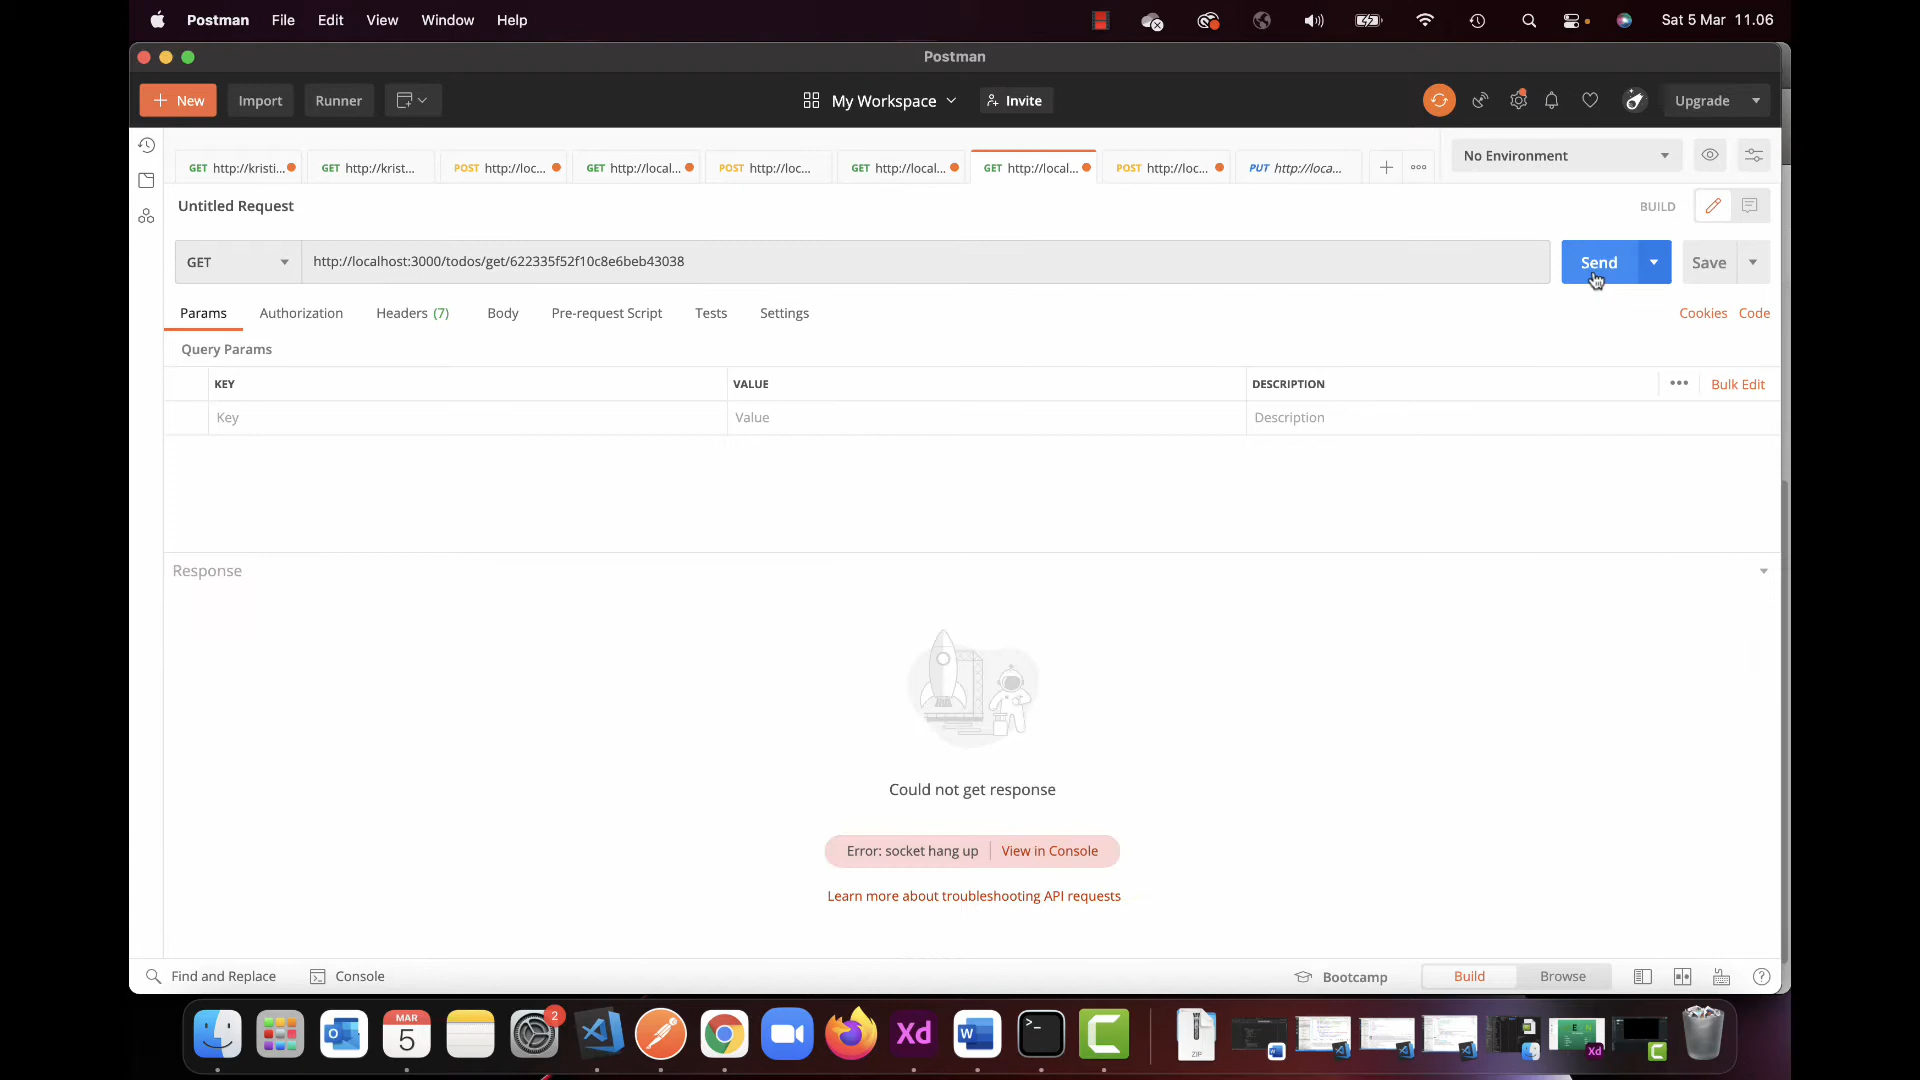 Postman File Edit View Window Help Sat 5 Mar 11.06
Postman
New Import Runner My Workspace Invite Upgrade
GET http://kristi... GET http://krist... POST http://loc... GET http://local... POST http://loc... GET http://local... GET http://local... POST http://loc... PUT http://loca... No Environment
Untitled Request BUILD
GET http://localhost:3000/todos/get/622335f52f10c8e6beb43038 Send Save
Params Authorization Headers (7) Body Pre-request Script Tests Settings Cookies Code
Query Params
KEY VALUE DESCRIPTION Bulk Edit
Key Value Description
Response
Could not get response
Error: socket hang up View in Console
Learn more about troubleshooting API requests
Find and Replace Console Bootcamp Build Browse
MAR 2
5 Xd W C ZIP